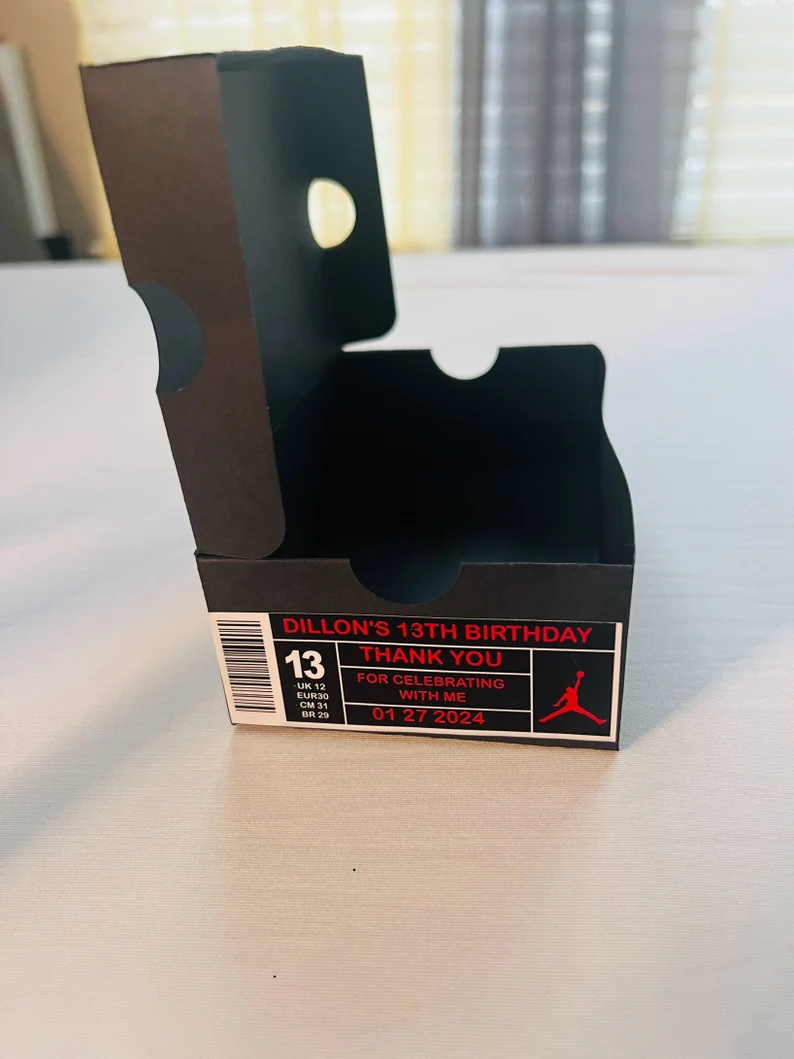 DILLON'S 13TH BIRTHDAY
13
UK 12
EUR30
CM 31
BR 29
THANK YOU
FOR CELEBRATING
WITH ME
01 27 2024